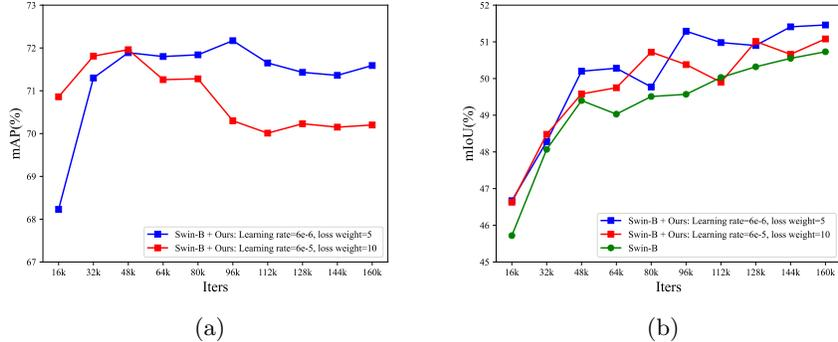 73
72
71
70
69
68
67
mAP(%)
16k 32k 48k 64k 80k 96k 112k 128k 144k 160k
Iters
Swin-B + Ours: Learning rate=6e-6, loss weight=5
Swin-B + Ours: Learning rate=6e-5, loss weight=10
(a)
52
51
50
49
48
47
46
45
mIoU(%)
16k 32k 48k 64k 80k 96k 112k 128k 144k 160k
Iters
Swin-B + Ours: Learning rate=6e-6, loss weight=5
Swin-B + Ours: Learning rate=6e-5, loss weight=10
Swin-B
(b)